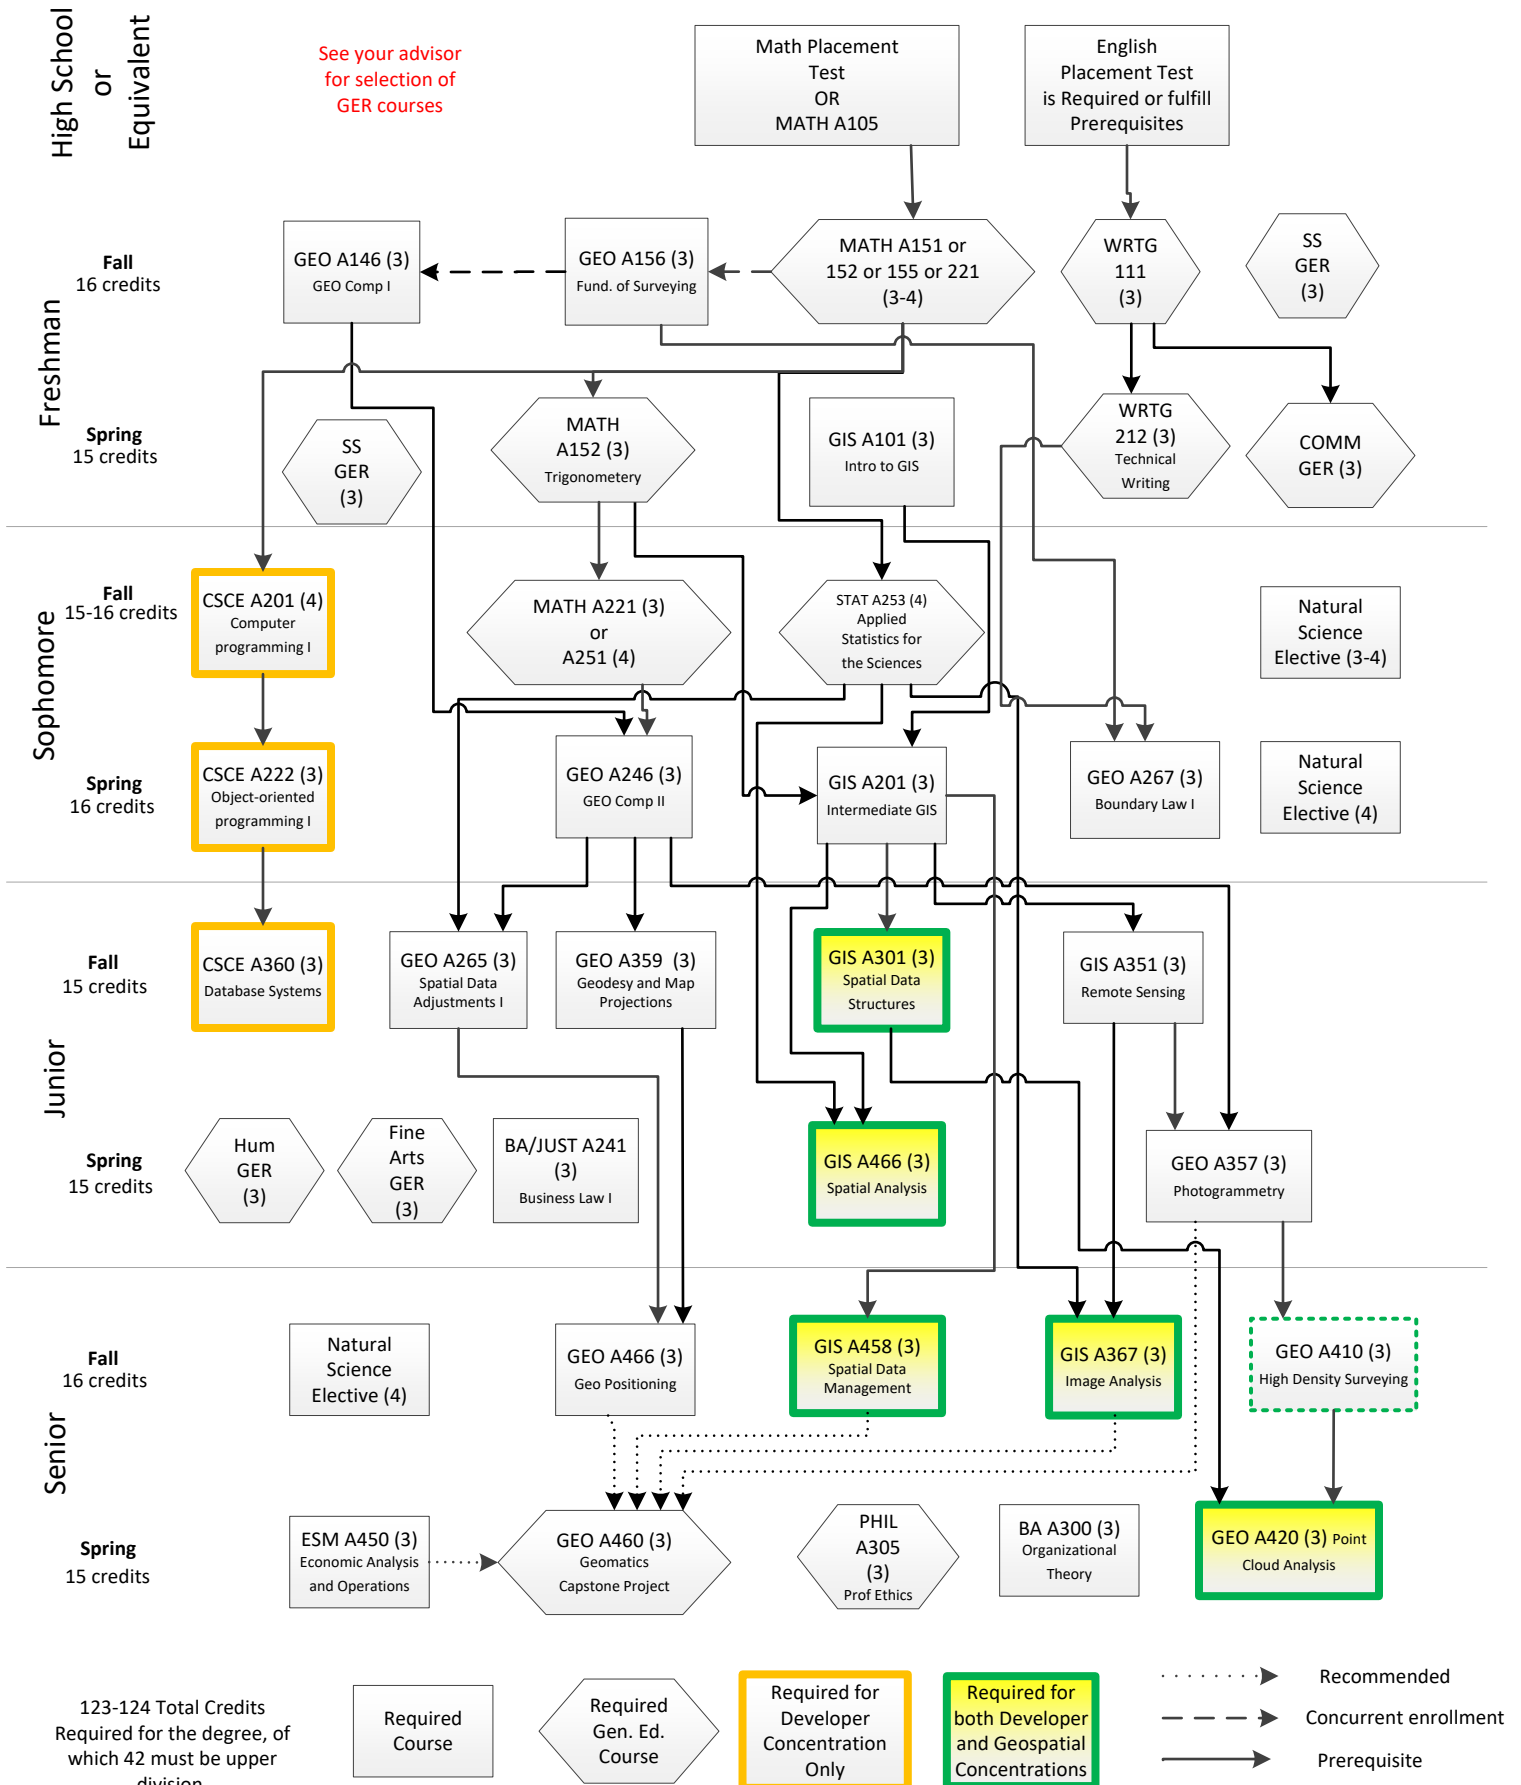 High School
or
Equivalent
See your advisor
for selection of
GER courses
Math Placement
Test
OR
MATH A105
English
Placement Test
is Required or fulfill
Prerequisites
Freshman
Fall
16 credits
GEO A146 (3)
GEO Comp I
GEO A156 (3)
Fund. of Surveying
MATH A151 or
152 or 155 or 221
(3-4)
WRTG
111
(3)
SS
GER
(3)
Spring
15 credits
SS
GER
(3)
MATH
A152 (3)
Trigonometery
GIS A101 (3)
Intro to GIS
WRTG
212 (3)
Technical
Writing
COMM
GER (3)
Sophomore
Fall
15-16 credits
CSCE A201 (4)
Computer
programming I
MATH A221 (3)
or
A251 (4)
STAT A253 (4)
Applied
Statistics for
the Sciences
Natural
Science
Elective (3-4)
Spring
16 credits
CSCE A222 (3)
Object-oriented
programming I
GEO A246 (3)
GEO Comp II
GIS A201 (3)
Intermediate GIS
GEO A267 (3)
Boundary Law I
Natural
Science
Elective (4)
Junior
Fall
15 credits
CSCE A360 (3)
Database Systems
GEO A265 (3)
Spatial Data
Adjustments I
GEO A359 (3)
Geodesy and Map
Projections
GIS A301 (3)
Spatial Data
Structures
GIS A351 (3)
Remote Sensing
Spring
15 credits
Hum
GER
(3)
Fine
Arts
GER
(3)
BA/JUST A241
(3)
Business Law I
GIS A466 (3)
Spatial Analysis
GEO A357 (3)
Photogrammetry
Senior
Fall
16 credits
Natural
Science
Elective (4)
GEO A466 (3)
Geo Positioning
GIS A458 (3)
Spatial Data
Management
GIS A367 (3)
Image Analysis
GEO A410 (3)
High Density Surveying
Spring
15 credits
ESM A450 (3)
Economic Analysis
and Operations
GEO A460 (3)
Geomatics
Capstone Project
PHIL
A305
(3)
Prof Ethics
BA A300 (3)
Organizational
Theory
GEO A420 (3) Point
Cloud Analysis
123-124 Total Credits
Required for the degree, of
which 42 must be upper
division
Required
Course
Required
Gen. Ed.
Course
Required for
Developer
Concentration
Only
Required for
both Developer
and Geospatial
Concentrations
Recommended
Concurrent enrollment
Prerequisite